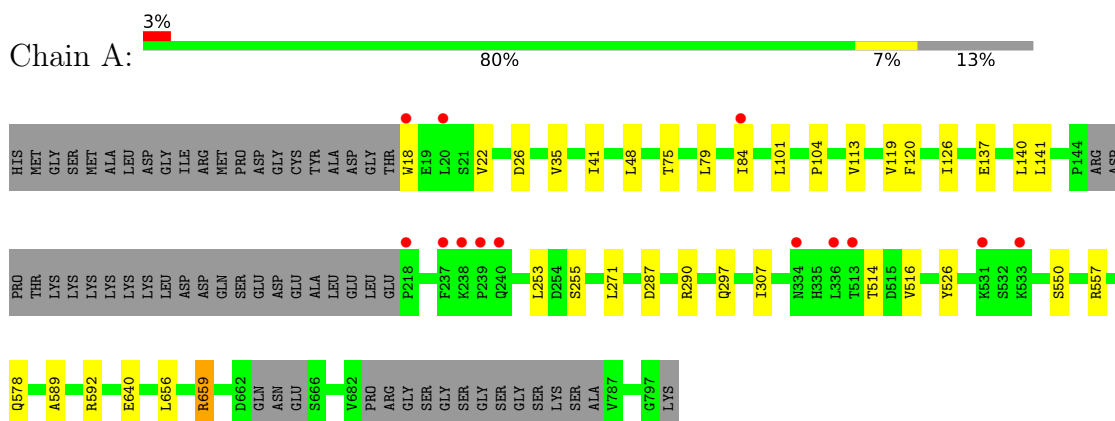 3%
Chain A:
80% 7% 13%
HIS MET GLY SER MET ALA LEU ASP GLY ILE ARG MET PRO ASP GLY CYS TYR ALA ASP GLY THR W18 E19 L20 S21 V22 D26 V35 I41 L48 T75 L79 I84 L101 P104 V113 V119 F120 I126 E137 L140 L141 P144 ARG ASP
PRO THR LYS LYS LYS LYS LYS LYS LEU ASP ASP GLN SER GLU ASP GLU ALA LEU GLU LEU GLU P218 F237 K238 P239 Q240 L253 D254 S255 L271 D287 R290 Q297 I307 N334 H335 L336 T513 T514 D515 V516 Y526 K531 S532 K533 S550 R557
Q578 A589 R592 E640 L656 R659 D662 GLN ASN GLU S666 V682 PRO ARG GLY SER GLY SER GLY SER GLY SER LYS SER ALA V787 G797 LYS